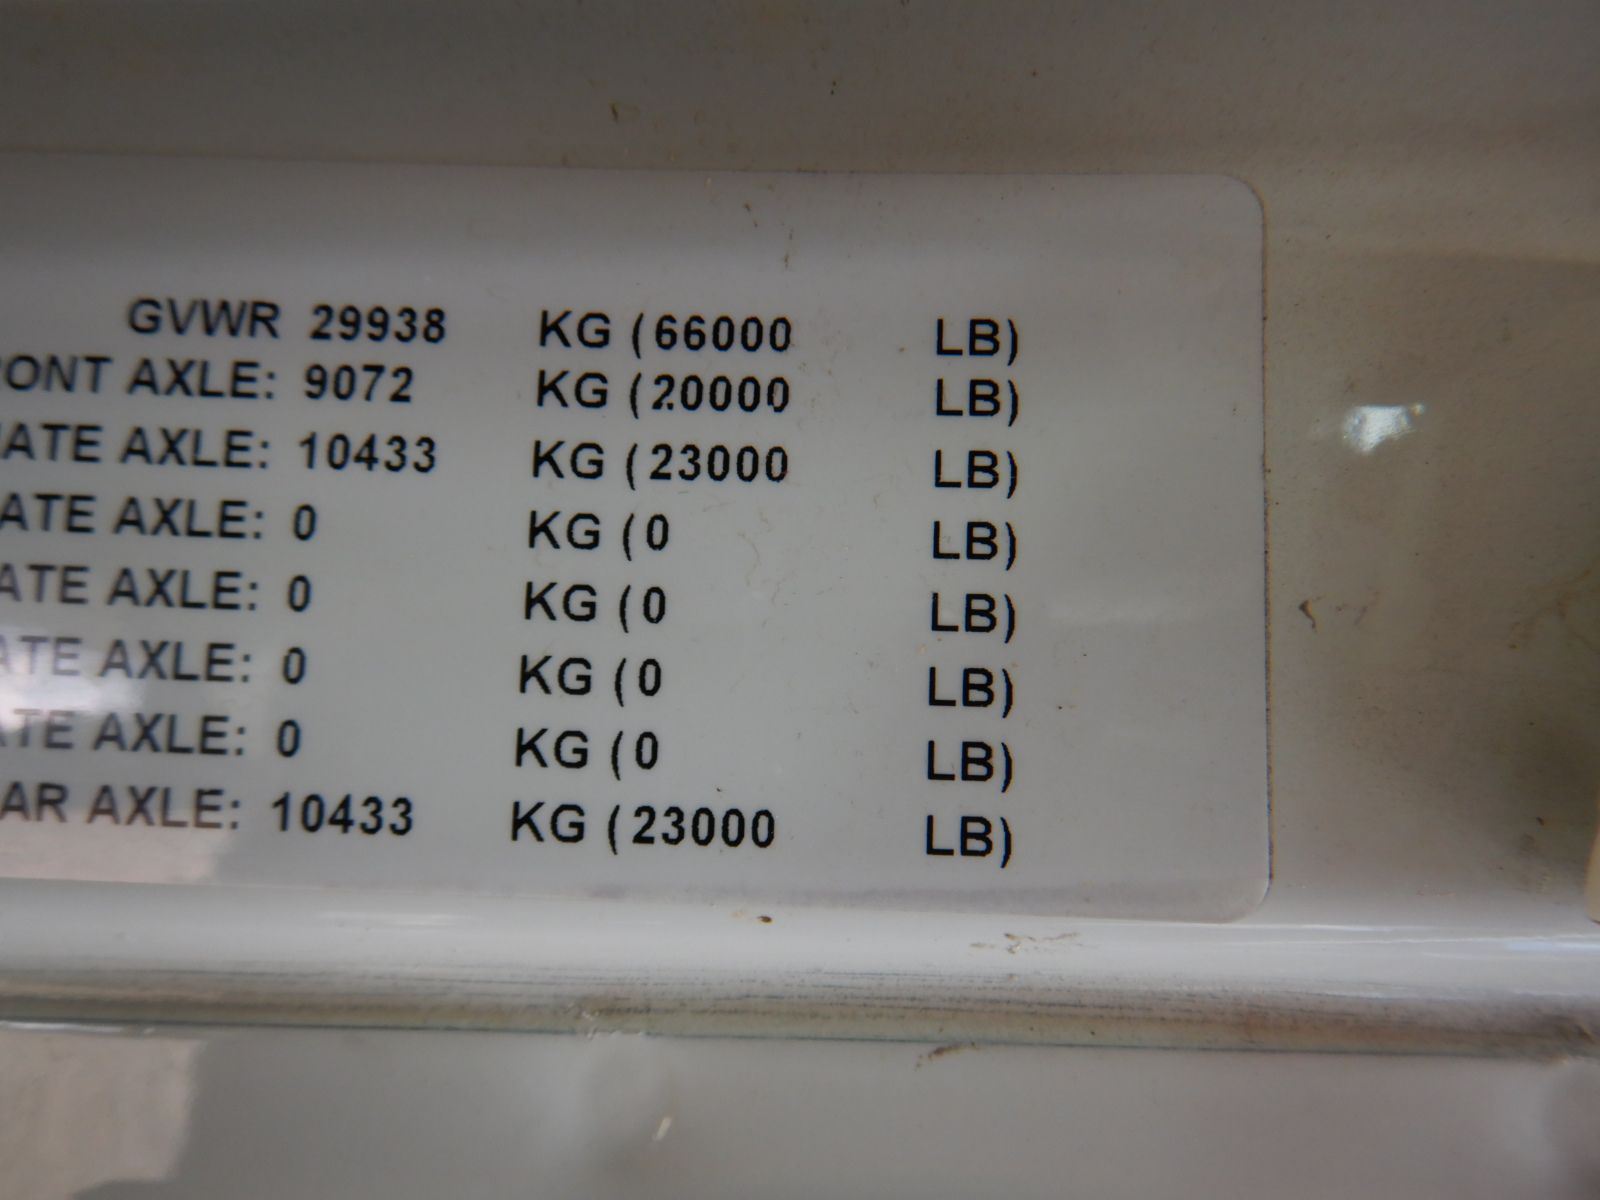 GVWR 29938 KG (66000 LB)
RONT AXLE: 9072 KG (20000 LB)
IATE AXLE: 10433 KG (23000 LB)
ATE AXLE: 0 KG (0 LB)
ATE AXLE: 0 KG (0 LB)
ATE AXLE: 0 KG (0 LB)
ATE AXLE: 0 KG (0 LB)
AR AXLE: 10433 KG (23000 LB)